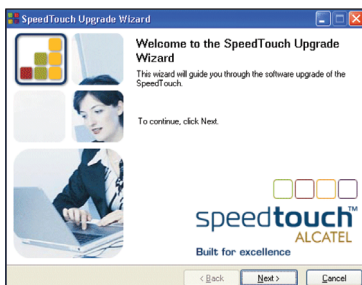 SpeedTouch Upgrade Wizard
Welcome to the SpeedTouch Upgrade
Wizard
This wizard will guide you through the software upgrade of the
SpeedTouch.
To continue, click Next.
speedtouch™
ALCATEL
Built for excellence
< Back
Next >
Cancel